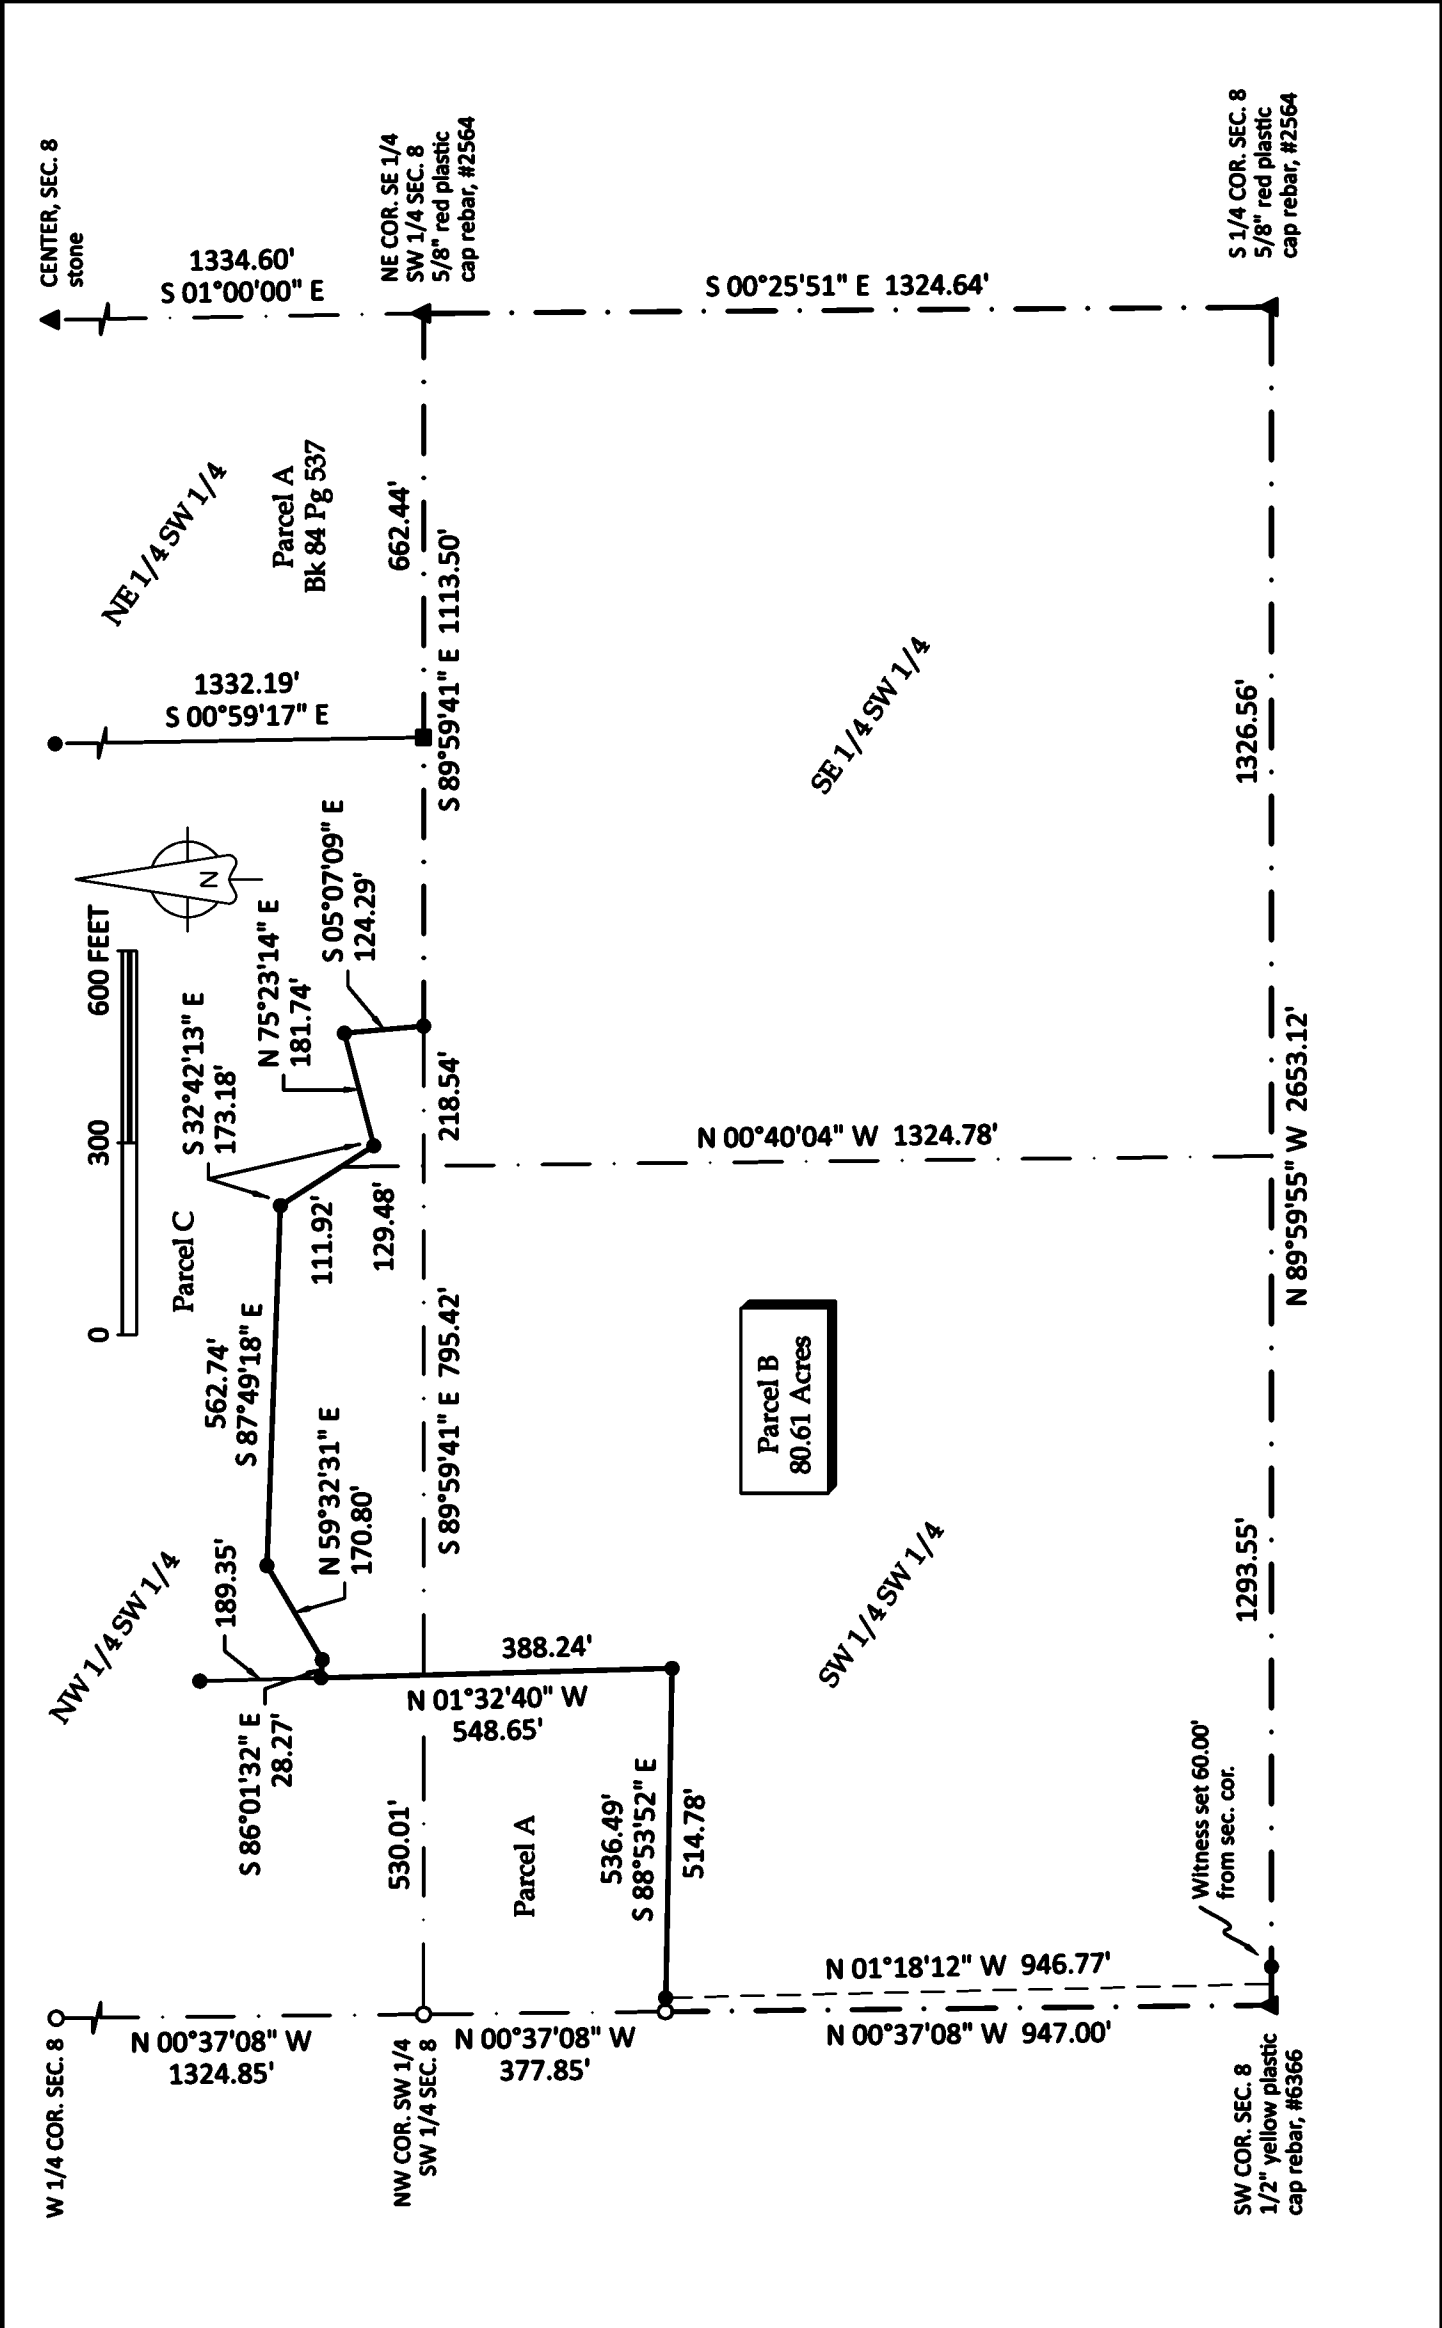 W 1/4 COR. SEC. 8
N 00°37'08" W
1324.85'
NW 1/4 SW 1/4
189.35'
S 86°01'32" E
28.27'
N 59°32'31" E
170.80'
562.74'
S 87°49'18" E
Parcel C
0
300
600 FEET
S 32°42'13" E
173.18'
111.92'
129.48'
N 75°23'14" E
181.74'
S 05°07'09" E
124.29'
N
1332.19'
S 00°59'17" E
NE 1/4 SW 1/4
Parcel A
Bk 84 Pg 537
1334.60'
S 01°00'00" E
CENTER, SEC. 8
stone
NW COR. SW 1/4
SW 1/4 SEC. 8
530.01'
S 89°59'41" E 795.42'
218.54'
662.44'
S 89°59'41" E 1113.50'
NE COR. SE 1/4
SW 1/4 SEC. 8
5/8" red plastic
cap rebar, #2564
N 00°37'08" W
377.85'
Parcel A
N 01°32'40" W
548.65'
388.24'
536.49'
S 88°53'52" E
514.78'
N 01°18'12" W 946.77'
N 00°37'08" W 947.00'
SW 1/4 SW 1/4
Parcel B
80.61 Acres
N 00°40'04" W 1324.78'
SE 1/4 SW 1/4
S 00°25'51" E 1324.64'
Witness set 60.00'
from sec. cor.
SW COR. SEC. 8
1/2" yellow plastic
cap rebar, #6366
1293.55'
N 89°59'55" W 2653.12'
1326.56'
S 1/4 COR. SEC. 8
5/8" red plastic
cap rebar, #2564